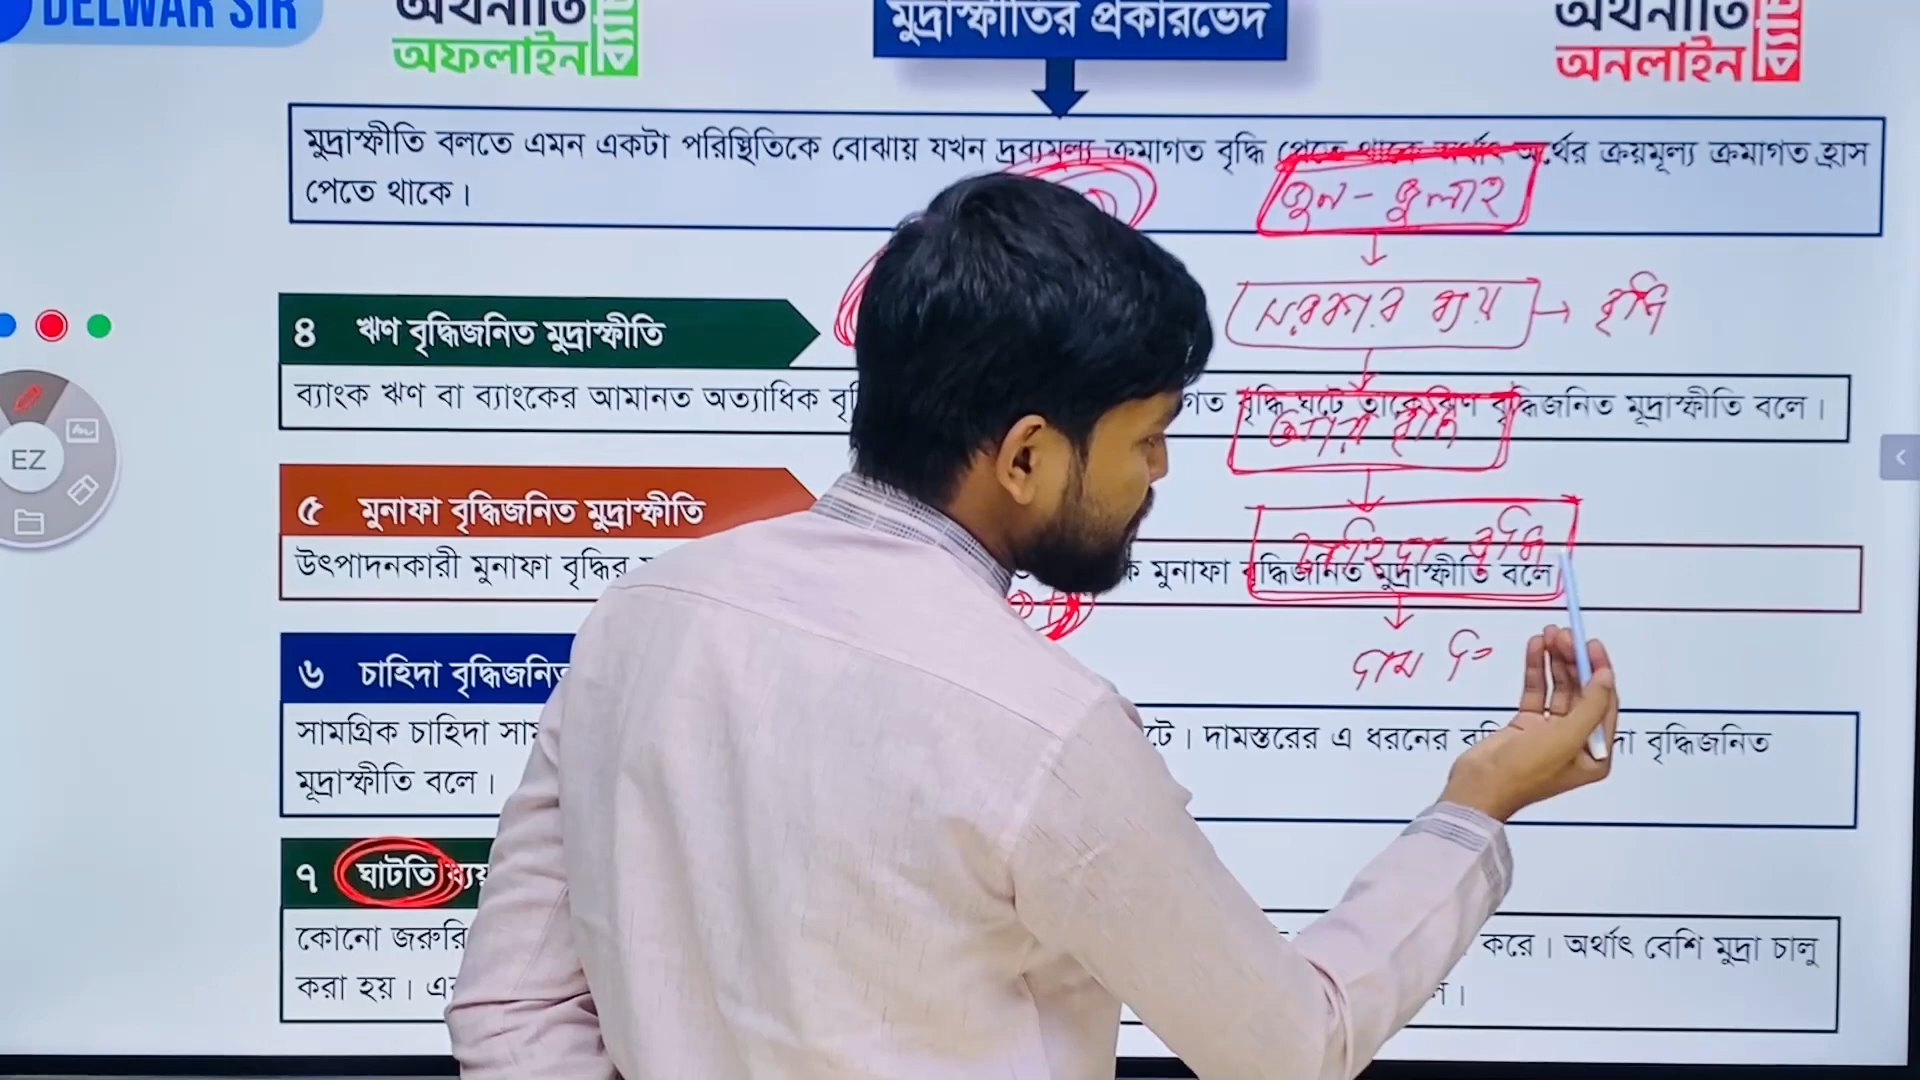 DELWAR SIR
অর্থনীতি
অফলাইন
ব্যাচ
মুদ্রাস্ফীতির প্রকারভেদ
অর্থনীতি
অনলাইন
ব্যাচ
মুদ্রাস্ফীতি বলতে এমন একটা পরিস্থিতিকে বোঝায় যখন দ্রব্যমূল্য ক্রমাগত বৃদ্ধি পেতে থাকে অর্থাৎ অর্থের ক্রয়মূল্য ক্রমাগত হ্রাস
পেতে থাকে।
জুন - জুলাই
সরকার ব্যয় → বৃদ্ধি
৪ ঋণ বৃদ্ধিজনিত মুদ্রাস্ফীতি
ব্যাংক ঋণ বা ব্যাংকের আমানত অত্যাধিক বৃ গত বৃদ্ধি ঘটে তাকে ঋণ বৃদ্ধিজনিত মুদ্রাস্ফীতি বলে।
আয় বৃদ্ধি
৫ মুনাফা বৃদ্ধিজনিত মুদ্রাস্ফীতি
চাহিদা বৃদ্ধি
উৎপাদনকারী মুনাফা বৃদ্ধির ক মুনাফা বৃদ্ধিজনিত মুদ্রাস্ফীতি বলে
দাম
৬ চাহিদা বৃদ্ধিজনিত
সামগ্রিক চাহিদা সাম টে। দামস্তরের এ ধরনের বৃদ্ধি দা বৃদ্ধিজনিত
মূদ্রাস্ফীতি বলে।
৭ ঘাটতি ব্যয়
কোনো জরুরি করে। অর্থাৎ বেশি মুদ্রা চালু
করা হয়। এ
EZ